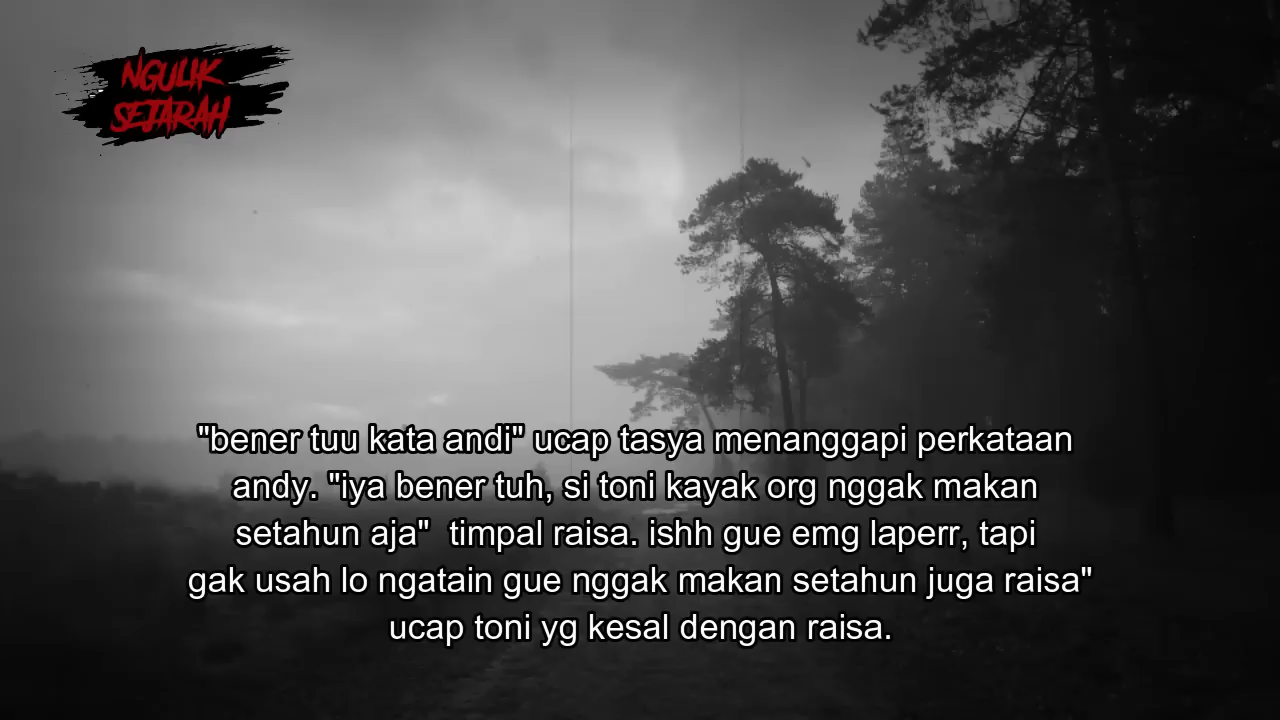 NGULIK
SEJARAH
"bener tuu kata andi" ucap tasya menanggapi perkataan
andy. "iya bener tuh, si toni kayak org nggak makan
setahun aja"  timpal raisa. ishh gue emg laperr, tapi
gak usah lo ngatain gue nggak makan setahun juga raisa"
ucap toni yg kesal dengan raisa.